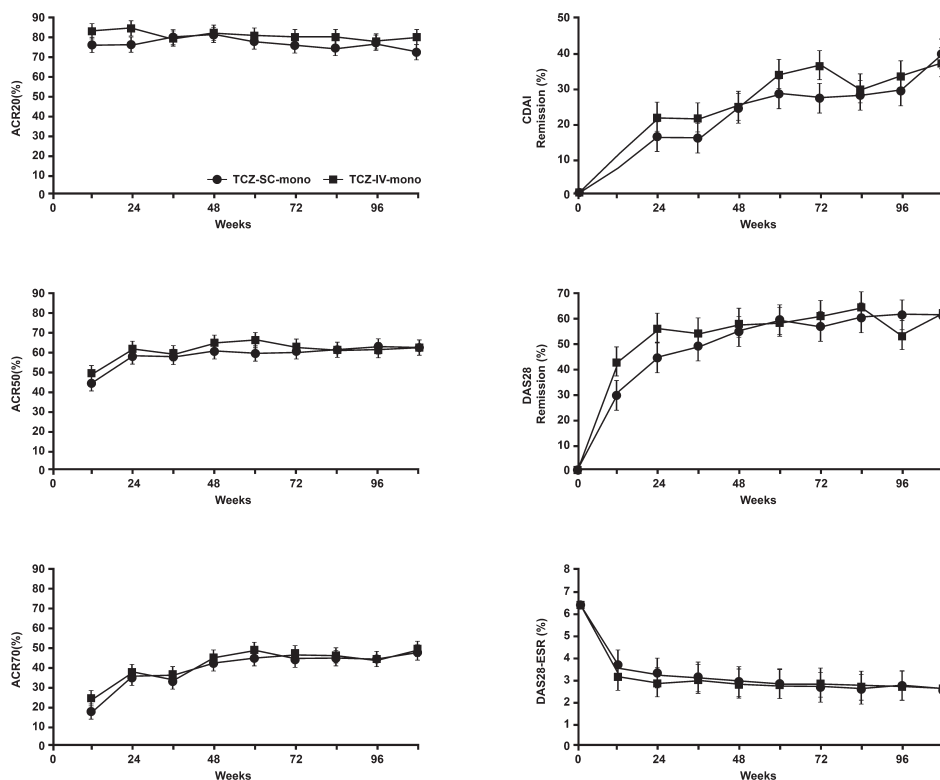 90
80
70
60
50
40
30
20
10
0
ACR20(%)
TCZ-SC-mono TCZ-IV-mono
0 24 48 72 96
Weeks
50
40
30
20
10
0
CDAI
Remission (%)
0 24 48 72 96
Weeks
90
80
70
60
50
40
30
20
10
0
ACR50(%)
0 24 48 72 96
Weeks
70
60
50
40
30
20
10
0
DAS28
Remission (%)
0 24 48 72 96
Weeks
90
80
70
60
50
40
30
20
10
0
ACR70(%)
0 24 48 72 96
Weeks
8
7
6
5
4
3
2
1
0
DAS28-ESR (%)
0 24 48 72 96
Weeks